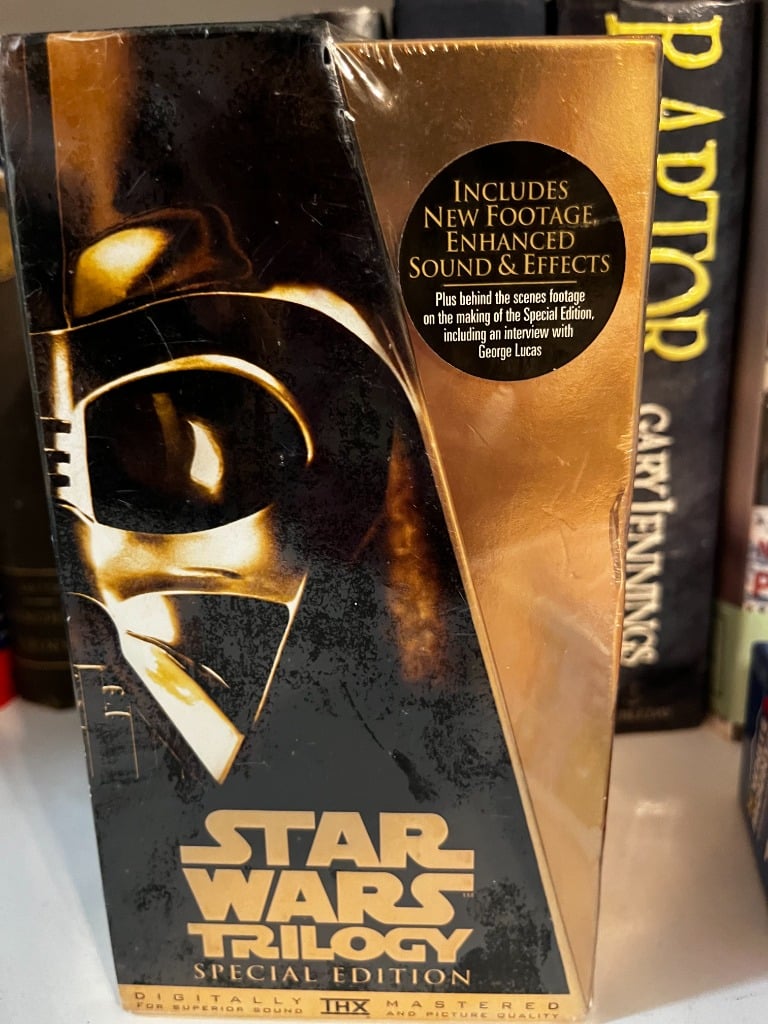 INCLUDES
NEW FOOTAGE,
ENHANCED
SOUND & EFFECTS
Plus behind the scenes footage
on the making of the Special Edition,
including an interview with
George Lucas
STAR
WARS
TRILOGY
SPECIAL EDITION
DIGITALLY THX MASTERED
FOR SUPERIOR SOUND AND PICTURE QUALITY
RAPTOR
GARY JENNINGS